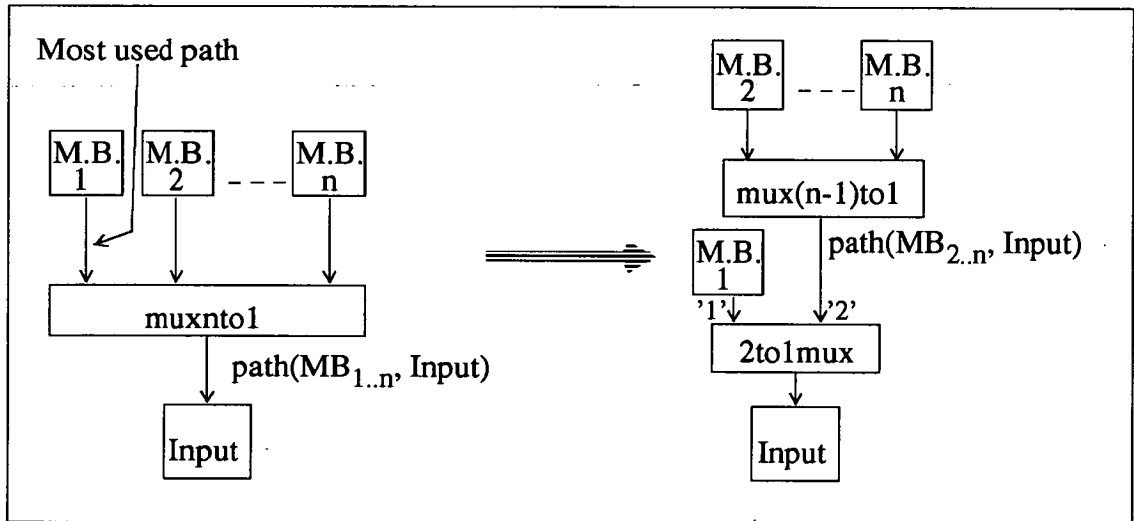 Most used path
M.B. 1
M.B. 2
M.B. n
muxnto1
path(MB1..n, Input)
Input
M.B. 2
M.B. n
mux(n-1)to1
path(MB2..n, Input)
M.B. 1
'1' '2'
2to1mux
Input